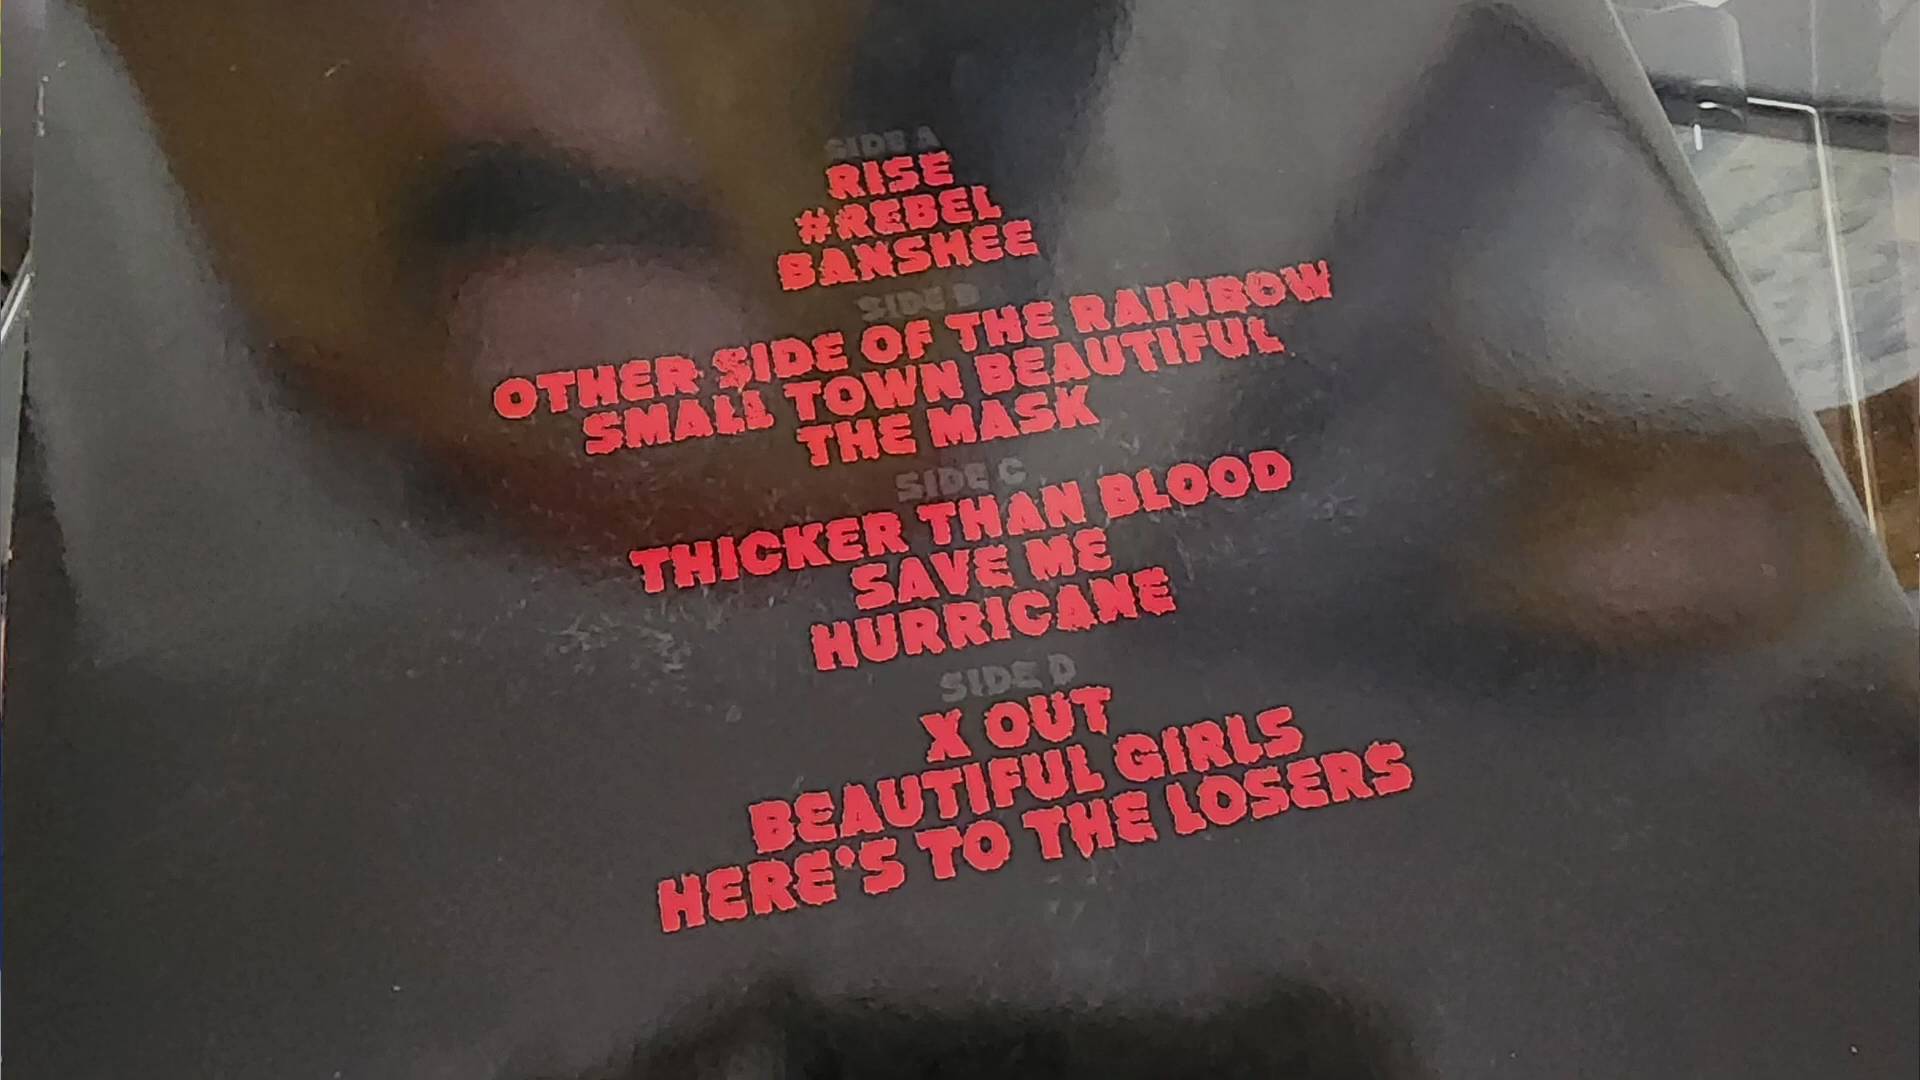 SIDE A
RISE
#REBEL
BANSHEE
SIDE B
OTHER SIDE OF THE RAINBOW
SMALL TOWN BEAUTIFUL
THE MASK
SIDE C
THICKER THAN BLOOD
SAVE ME
HURRICANE
SIDE D
X OUT
BEAUTIFUL GIRLS
HERE'S TO THE LOSERS